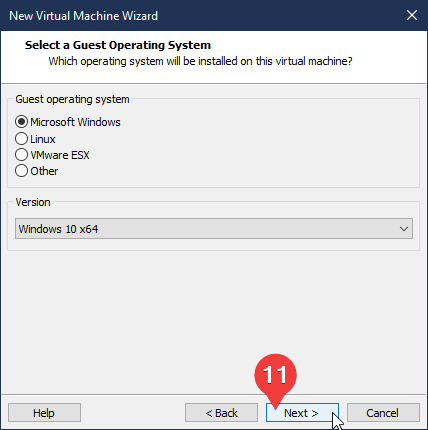 New Virtual Machine Wizard
Select a Guest Operating System
Which operating system will be installed on this virtual machine?
Guest operating system
Microsoft Windows
Linux
VMware ESX
Other
Version
Windows 10 x64
11
Help
< Back
Next >
Cancel